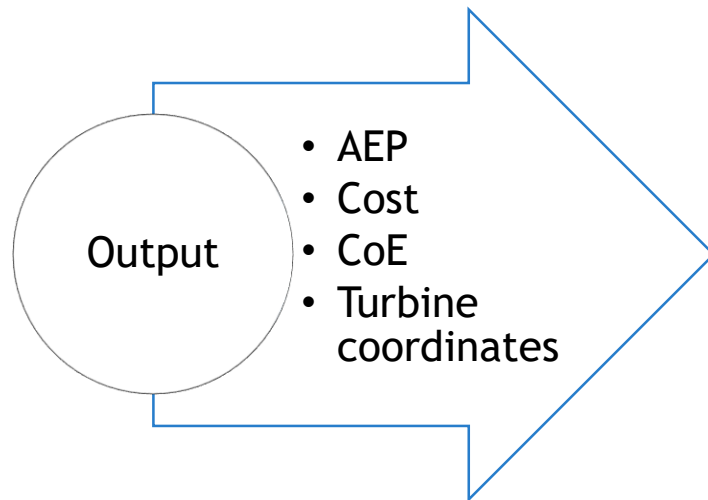 Output
• AEP
• Cost
• CoE
• Turbine
coordinates